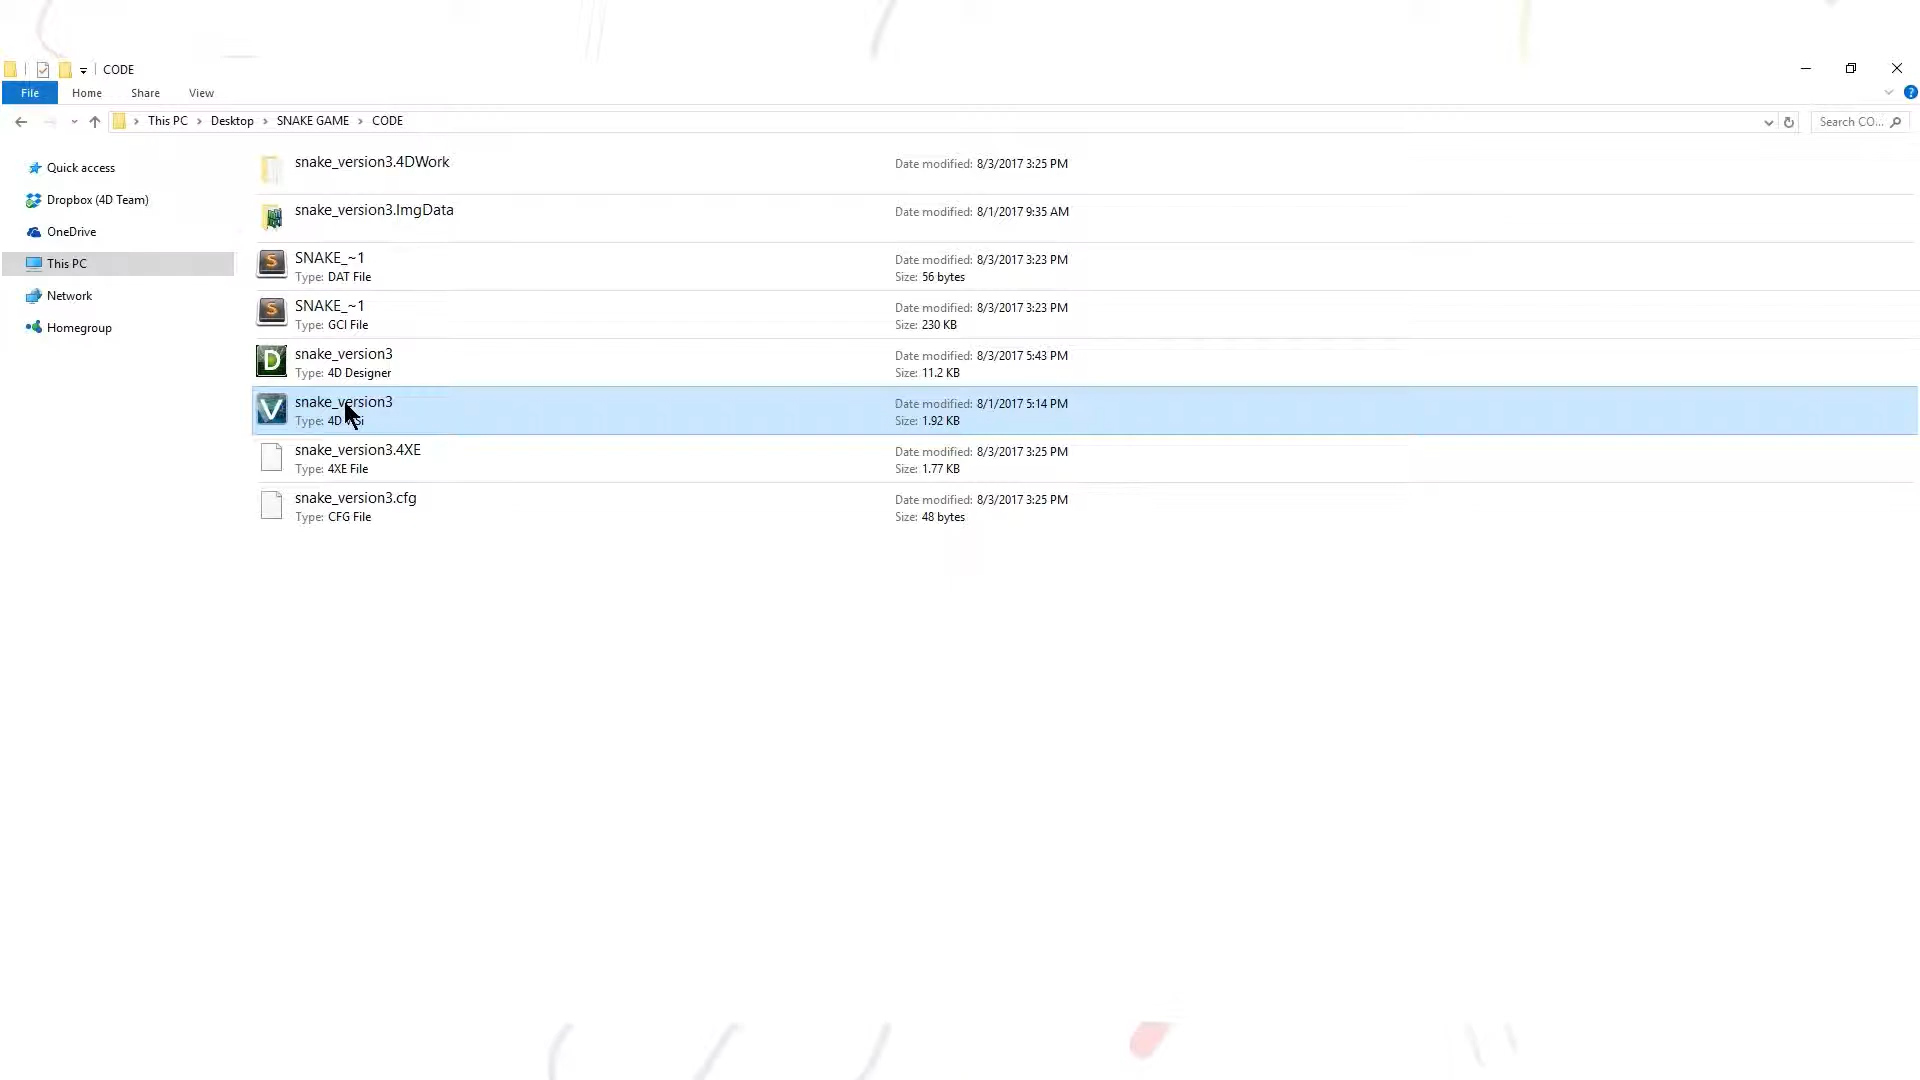 CODE
File Home Share View
This PC Desktop SNAKE GAME CODE Search CO...
Quick access
Dropbox (4D Team)
OneDrive
This PC
Network
Homegroup
snake_version3.4DWork Date modified: 8/3/2017 3:25 PM
snake_version3.ImgData Date modified: 8/1/2017 9:35 AM
SNAKE_~1 Date modified: 8/3/2017 3:23 PM
Type: DAT File Size: 56 bytes
SNAKE_~1 Date modified: 8/3/2017 3:23 PM
Type: GCI File Size: 230 KB
snake_version3 Date modified: 8/3/2017 5:43 PM
Type: 4D Designer Size: 11.2 KB
snake_version3 Date modified: 8/1/2017 5:14 PM
Type: 4D Size: 1.92 KB
snake_version3.4XE Date modified: 8/3/2017 3:25 PM
Type: 4XE File Size: 1.77 KB
snake_version3.cfg Date modified: 8/3/2017 3:25 PM
Type: CFG File Size: 48 bytes